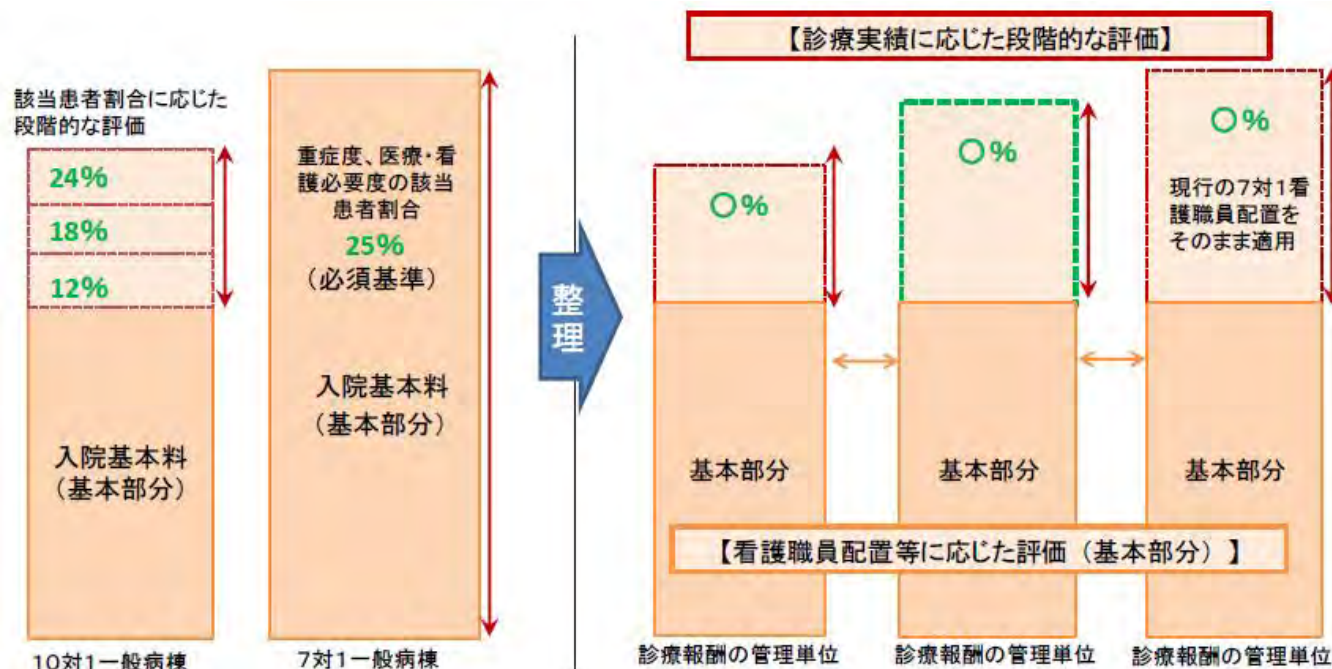 該当患者割合に応じた
段階的な評価
24%
18%
12%
入院基本料
（基本部分）
10対1一般病棟
重症度、医療・看
護必要度の該当
患者割合
25%
（必須基準）
入院基本料
（基本部分）
7対1一般病棟
整
理
【診療実績に応じた段階的な評価】
〇%
〇%
〇%
現行の7対1看
護職員配置を
そのまま適用
基本部分
基本部分
基本部分
【看護職員配置等に応じた評価（基本部分）】
診療報酬の管理単位
診療報酬の管理単位
診療報酬の管理単位